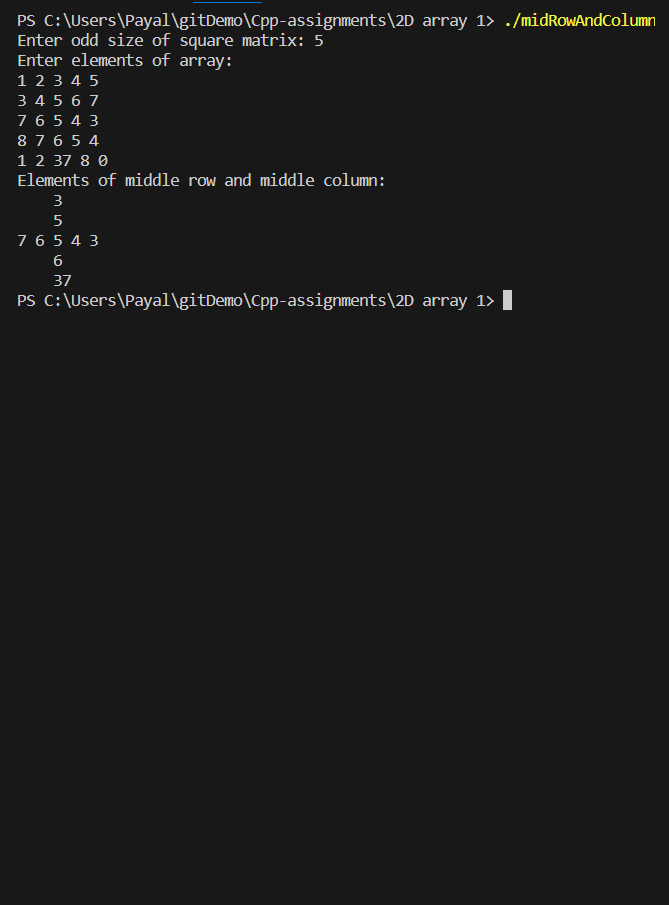 PS C:\Users\Payal\gitDemo\Cpp-assignments\2D array 1> ./midRowAndColumn
Enter odd size of square matrix: 5
Enter elements of array:
1 2 3 4 5
3 4 5 6 7
7 6 5 4 3
8 7 6 5 4
1 2 37 8 0
Elements of middle row and middle column:
    3
    5
7 6 5 4 3
    6
    37
PS C:\Users\Payal\gitDemo\Cpp-assignments\2D array 1>